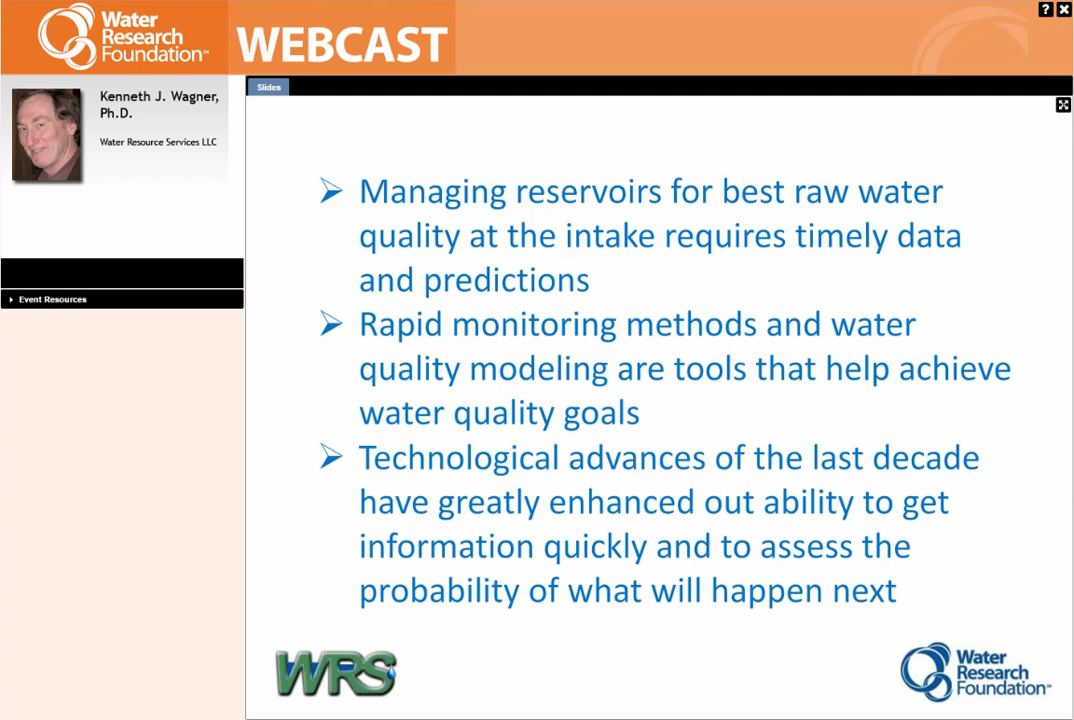 Water
Research
Foundation™
WEBCAST
? ×
Slides
Kenneth J. Wagner,
Ph.D.
Water Resource Services LLC
Event Resources
➢ Managing reservoirs for best raw water
quality at the intake requires timely data
and predictions
➢ Rapid monitoring methods and water
quality modeling are tools that help achieve
water quality goals
➢ Technological advances of the last decade
have greatly enhanced out ability to get
information quickly and to assess the
probability of what will happen next
WRS
Water
Research
Foundation™